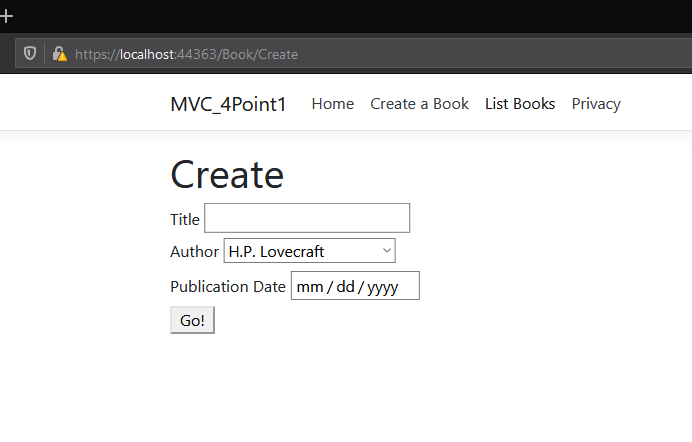 https://localhost:44363/Book/Create
MVC_4Point1 Home Create a Book List Books Privacy
Create
Title
Author H.P. Lovecraft
Publication Date mm / dd / yyyy
Go!